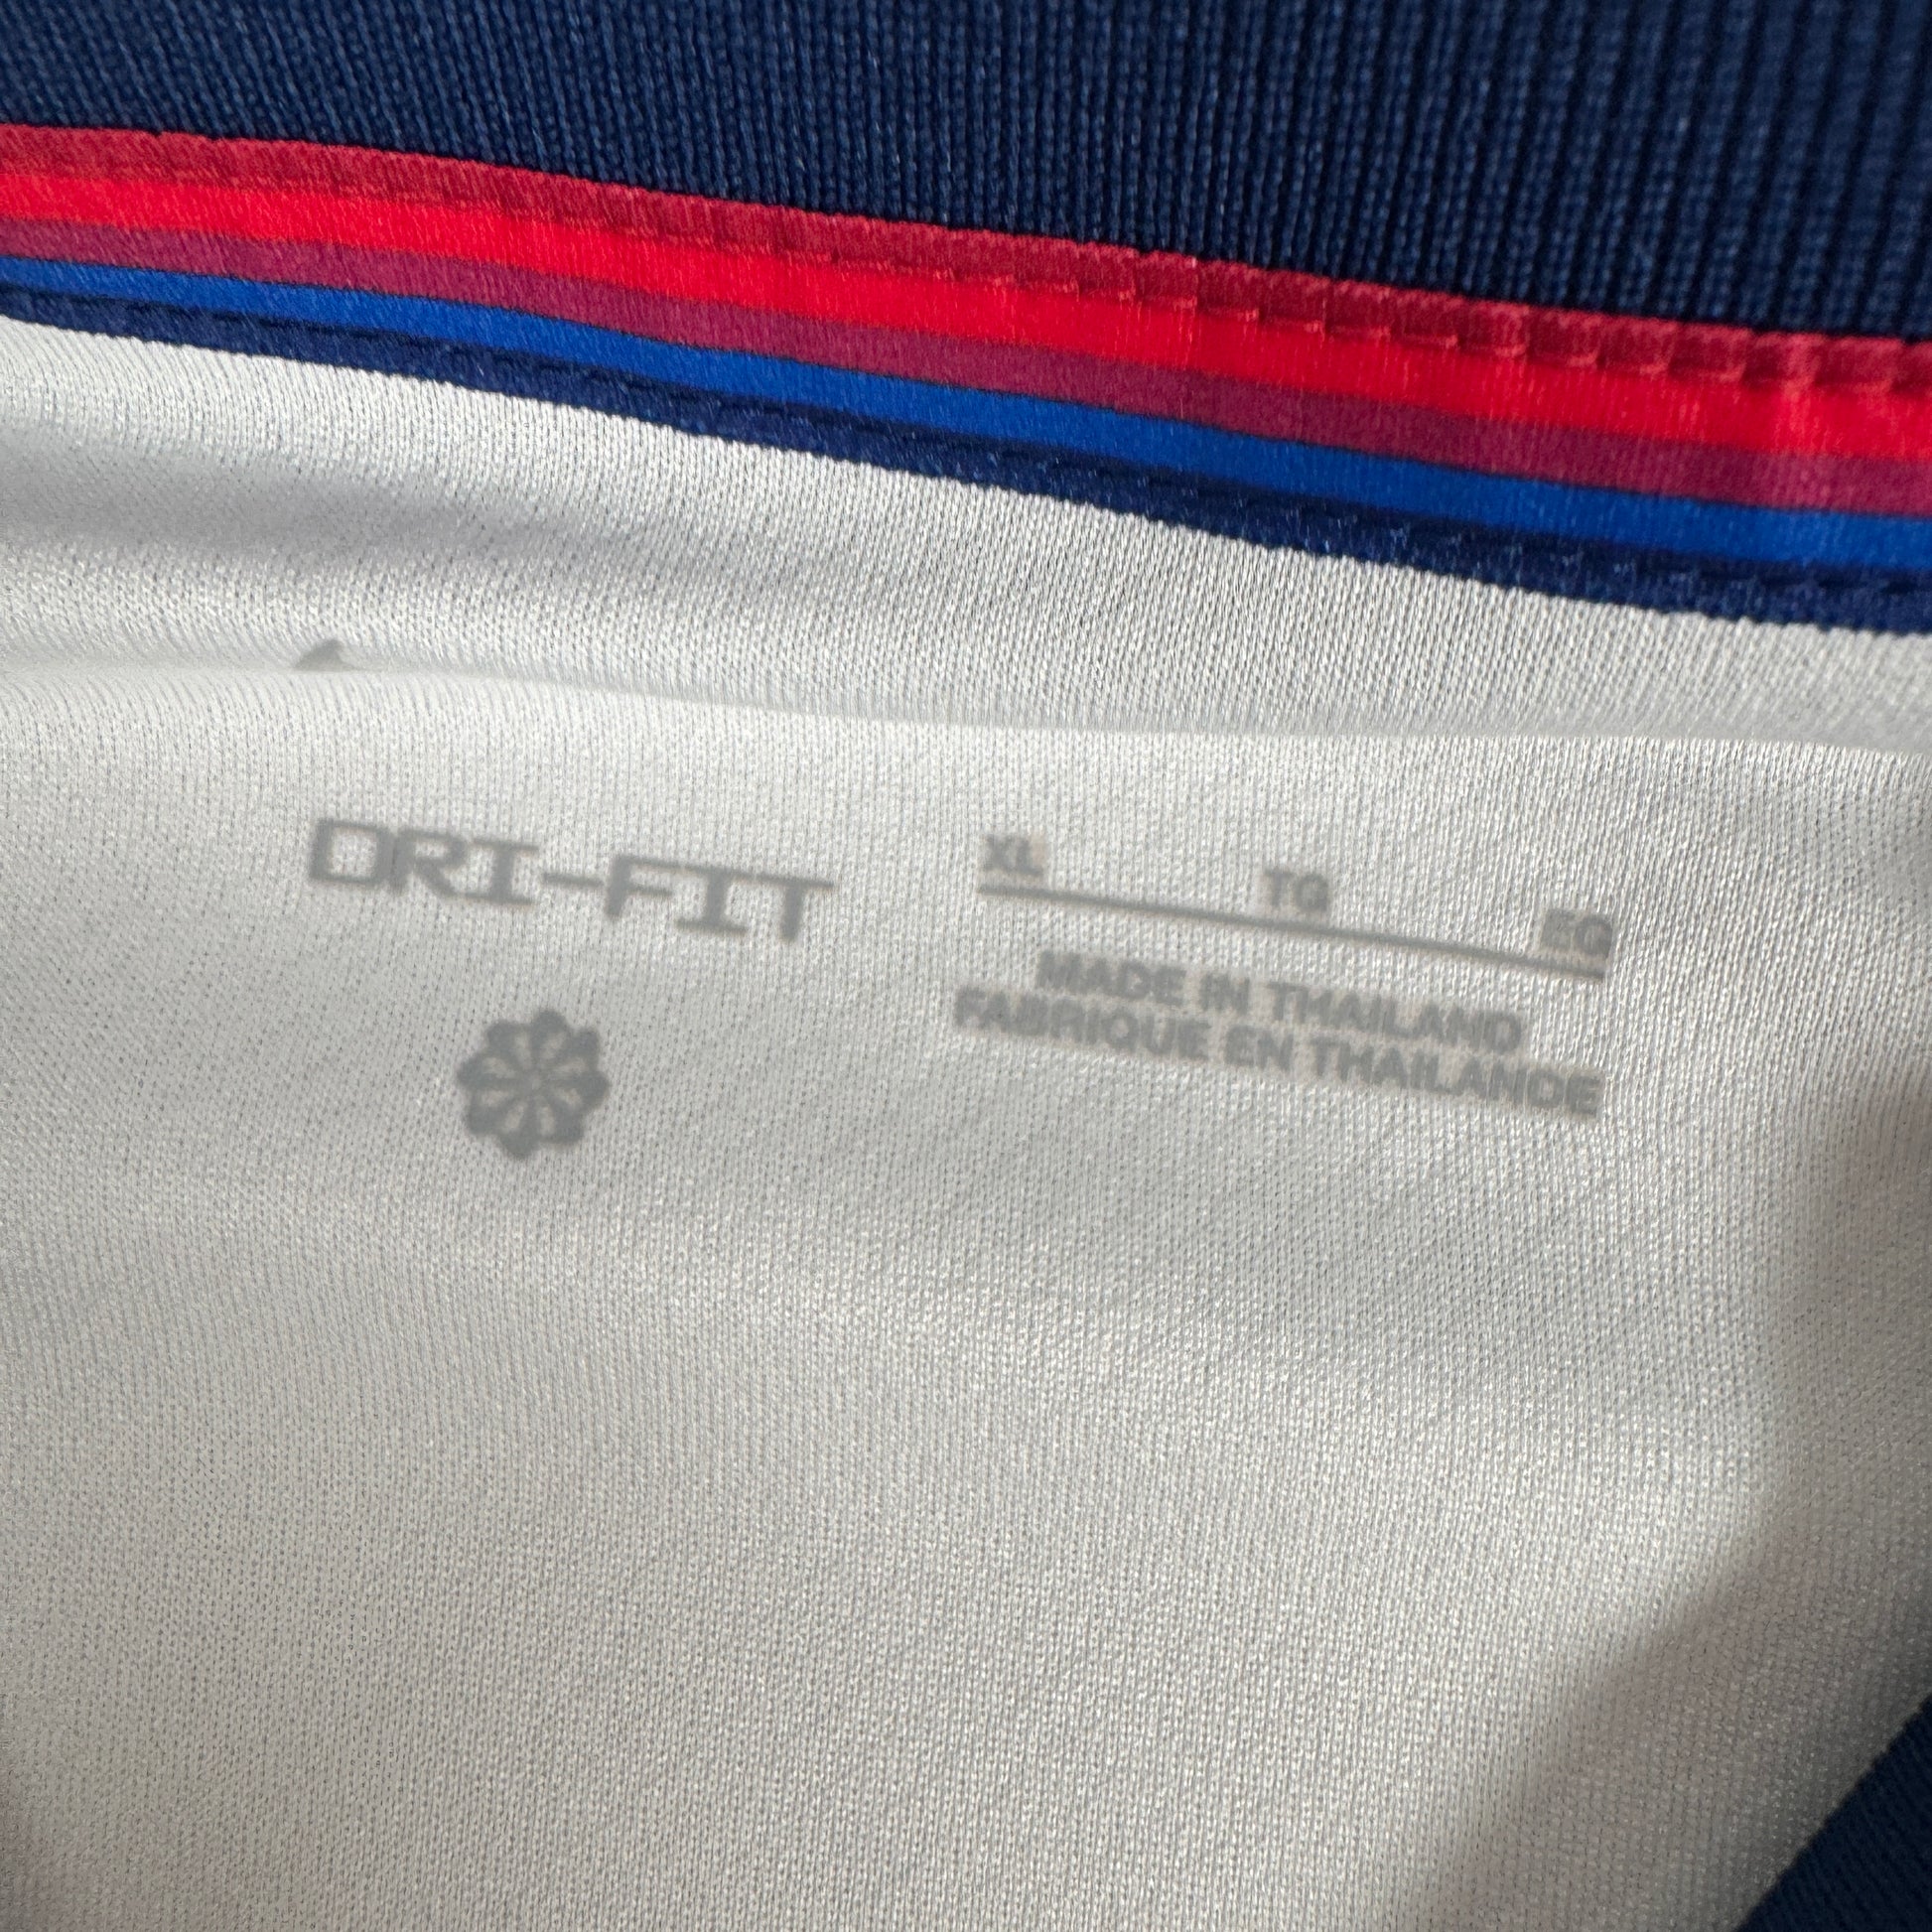 DRI-FIT
XL TG EG
MADE IN THAILAND
FABRIQUE EN THAILANDE